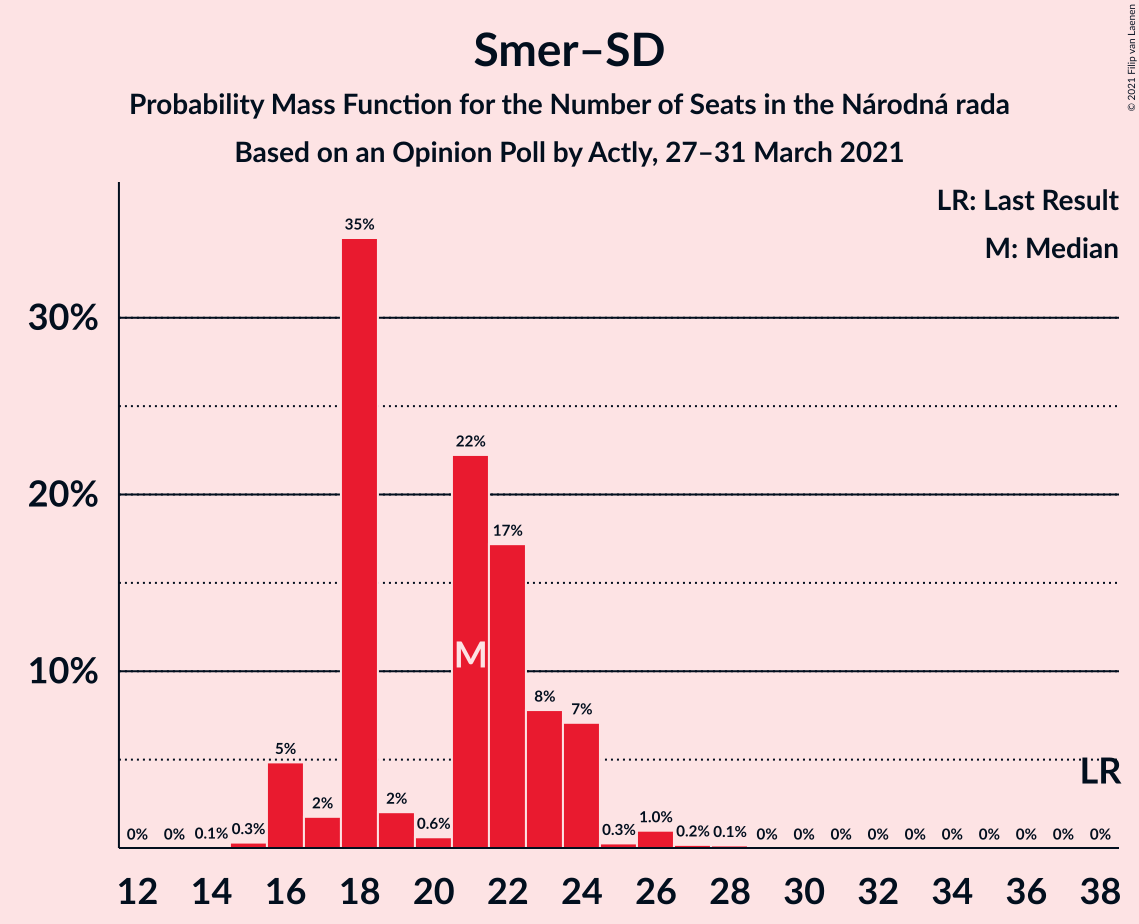 Smer–SD
Probability Mass Function for the Number of Seats in the Národná rada
Based on an Opinion Poll by Actly, 27–31 March 2021
© 2021 Filip van Laenen
LR: Last Result
M: Median
30%
20%
10%
0% 0% 0.1% 0.3% 5% 2% 35% 2% 0.6% 22% 17% 8% 7% 0.3% 1.0% 0.2% 0.1% 0% 0% 0% 0% 0% 0% 0% 0% 0% 0%
M
LR
12 14 16 18 20 22 24 26 28 30 32 34 36 38